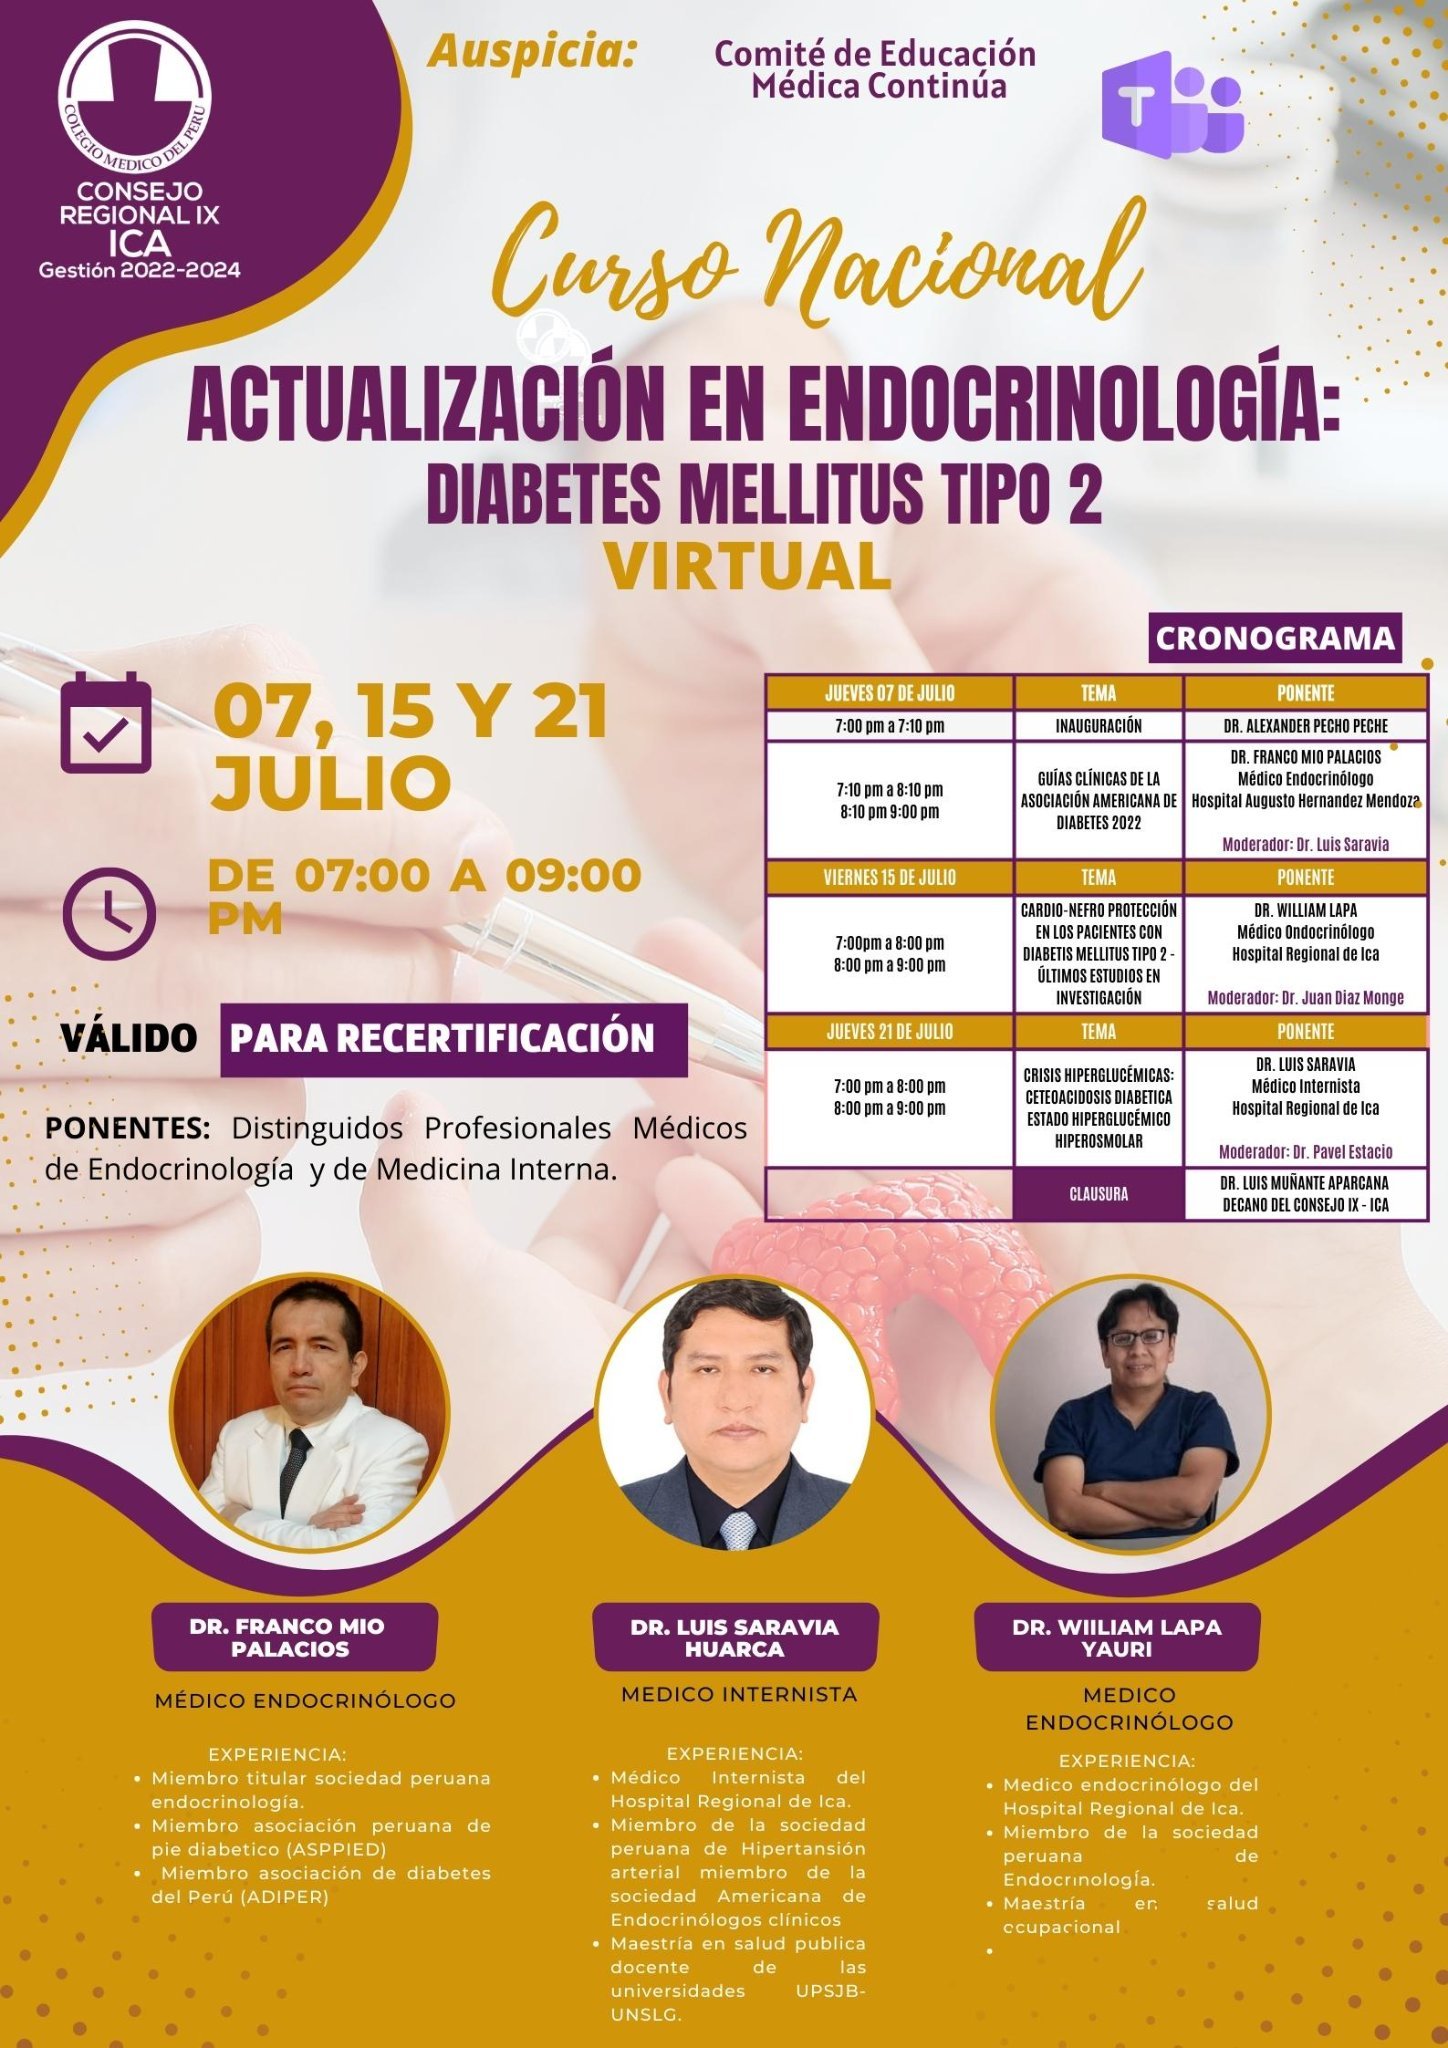 COLEGIO MEDICO DEL PERU
CONSEJO
REGIONAL IX
ICA
Gestión 2022-2024
Auspicia:
Comité de Educación
Médica Continúa
T
Curso Nacional
ACTUALIZACIÓN EN ENDOCRINOLOGÍA:
DIABETES MELLITUS TIPO 2
VIRTUAL
07, 15 Y 21
JULIO
DE 07:00 A 09:00
PM
VÁLIDO PARA RECERTIFICACIÓN
PONENTES: Distinguidos Profesionales Médicos
de Endocrinología y de Medicina Interna.
CRONOGRAMA
JUEVES 07 DE JULIO TEMA PONENTE
7:00 pm a 7:10 pm INAUGURACIÓN DR. ALEXANDER PECHO PECHE
7:10 pm a 8:10 pm
8:10 pm 9:00 pm
GUÍAS CLÍNICAS DE LA
ASOCIACIÓN AMERICANA DE
DIABETES 2022
DR. FRANCO MIO PALACIOS
Médico Endocrinólogo
Hospital Augusto Hernandez Mendoza
Moderador: Dr. Luis Saravia
VIERNES 15 DE JULIO TEMA PONENTE
7:00pm a 8:00 pm
8:00 pm a 9:00 pm
CARDIO-NEFRO PROTECCIÓN
EN LOS PACIENTES CON
DIABETIS MELLITUS TIPO 2 -
ÚLTIMOS ESTUDIOS EN
INVESTIGACIÓN
DR. WILLIAM LAPA
Médico Ondocrinólogo
Hospital Regional de Ica
Moderador: Dr. Juan Diaz Monge
JUEVES 21 DE JULIO TEMA PONENTE
7:00 pm a 8:00 pm
8:00 pm a 9:00 pm
CRISIS HIPERGLUCÉMICAS:
CETEOACIDOSIS DIABETICA
ESTADO HIPERGLUCÉMICO
HIPEROSMOLAR
DR. LUIS SARAVIA
Médico Internista
Hospital Regional de Ica
Moderador: Dr. Pavel Estacio
CLAUSURA
DR. LUIS MUÑANTE APARCANA
DECANO DEL CONSEJO IX - ICA
DR. FRANCO MIO
PALACIOS
MÉDICO ENDOCRINÓLOGO
EXPERIENCIA:
• Miembro titular sociedad peruana
endocrinología.
• Miembro asociación peruana de
pie diabetico (ASPPIED)
• Miembro asociación de diabetes
del Perú (ADIPER)
DR. LUIS SARAVIA
HUARCA
MEDICO INTERNISTA
EXPERIENCIA:
• Médico Internista del
Hospital Regional de Ica.
• Miembro de la sociedad
peruana de Hipertansión
arterial miembro de la
sociedad Americana de
Endocrinólogos clínicos
• Maestría en salud publica
docente de las
universidades UPSJB-
UNSLG.
DR. WIILIAM LAPA
YAURI
MEDICO
ENDOCRINÓLOGO
EXPERIENCIA:
• Medico endocrinólogo del
Hospital Regional de Ica.
• Miembro de la sociedad
peruana de
Endocrinología.
• Maestría en salud
ocupacional
•